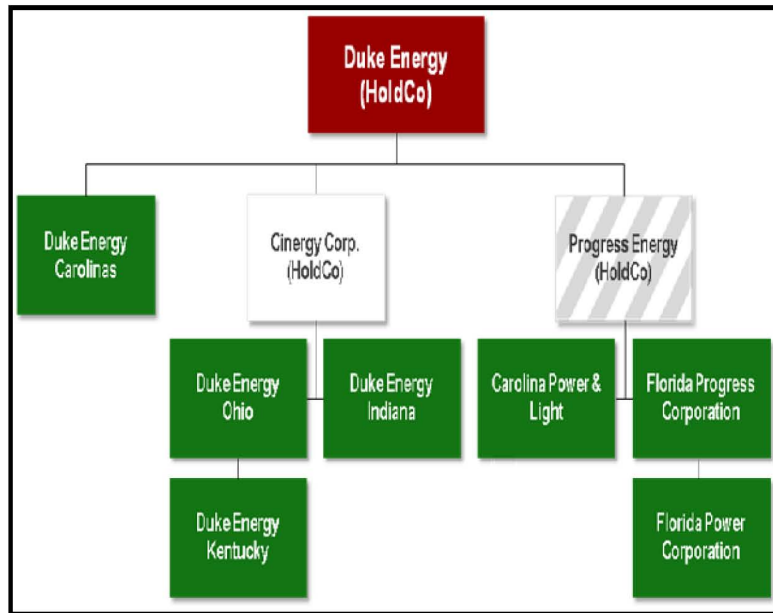 Duke Energy
(HoldCo)
Duke Energy
Carolinas
Cinergy Corp.
(HoldCo)
Progress Energy
(HoldCo)
Duke Energy
Ohio
Duke Energy
Indiana
Carolina Power &
Light
Florida Progress
Corporation
Duke Energy
Kentucky
Florida Power
Corporation